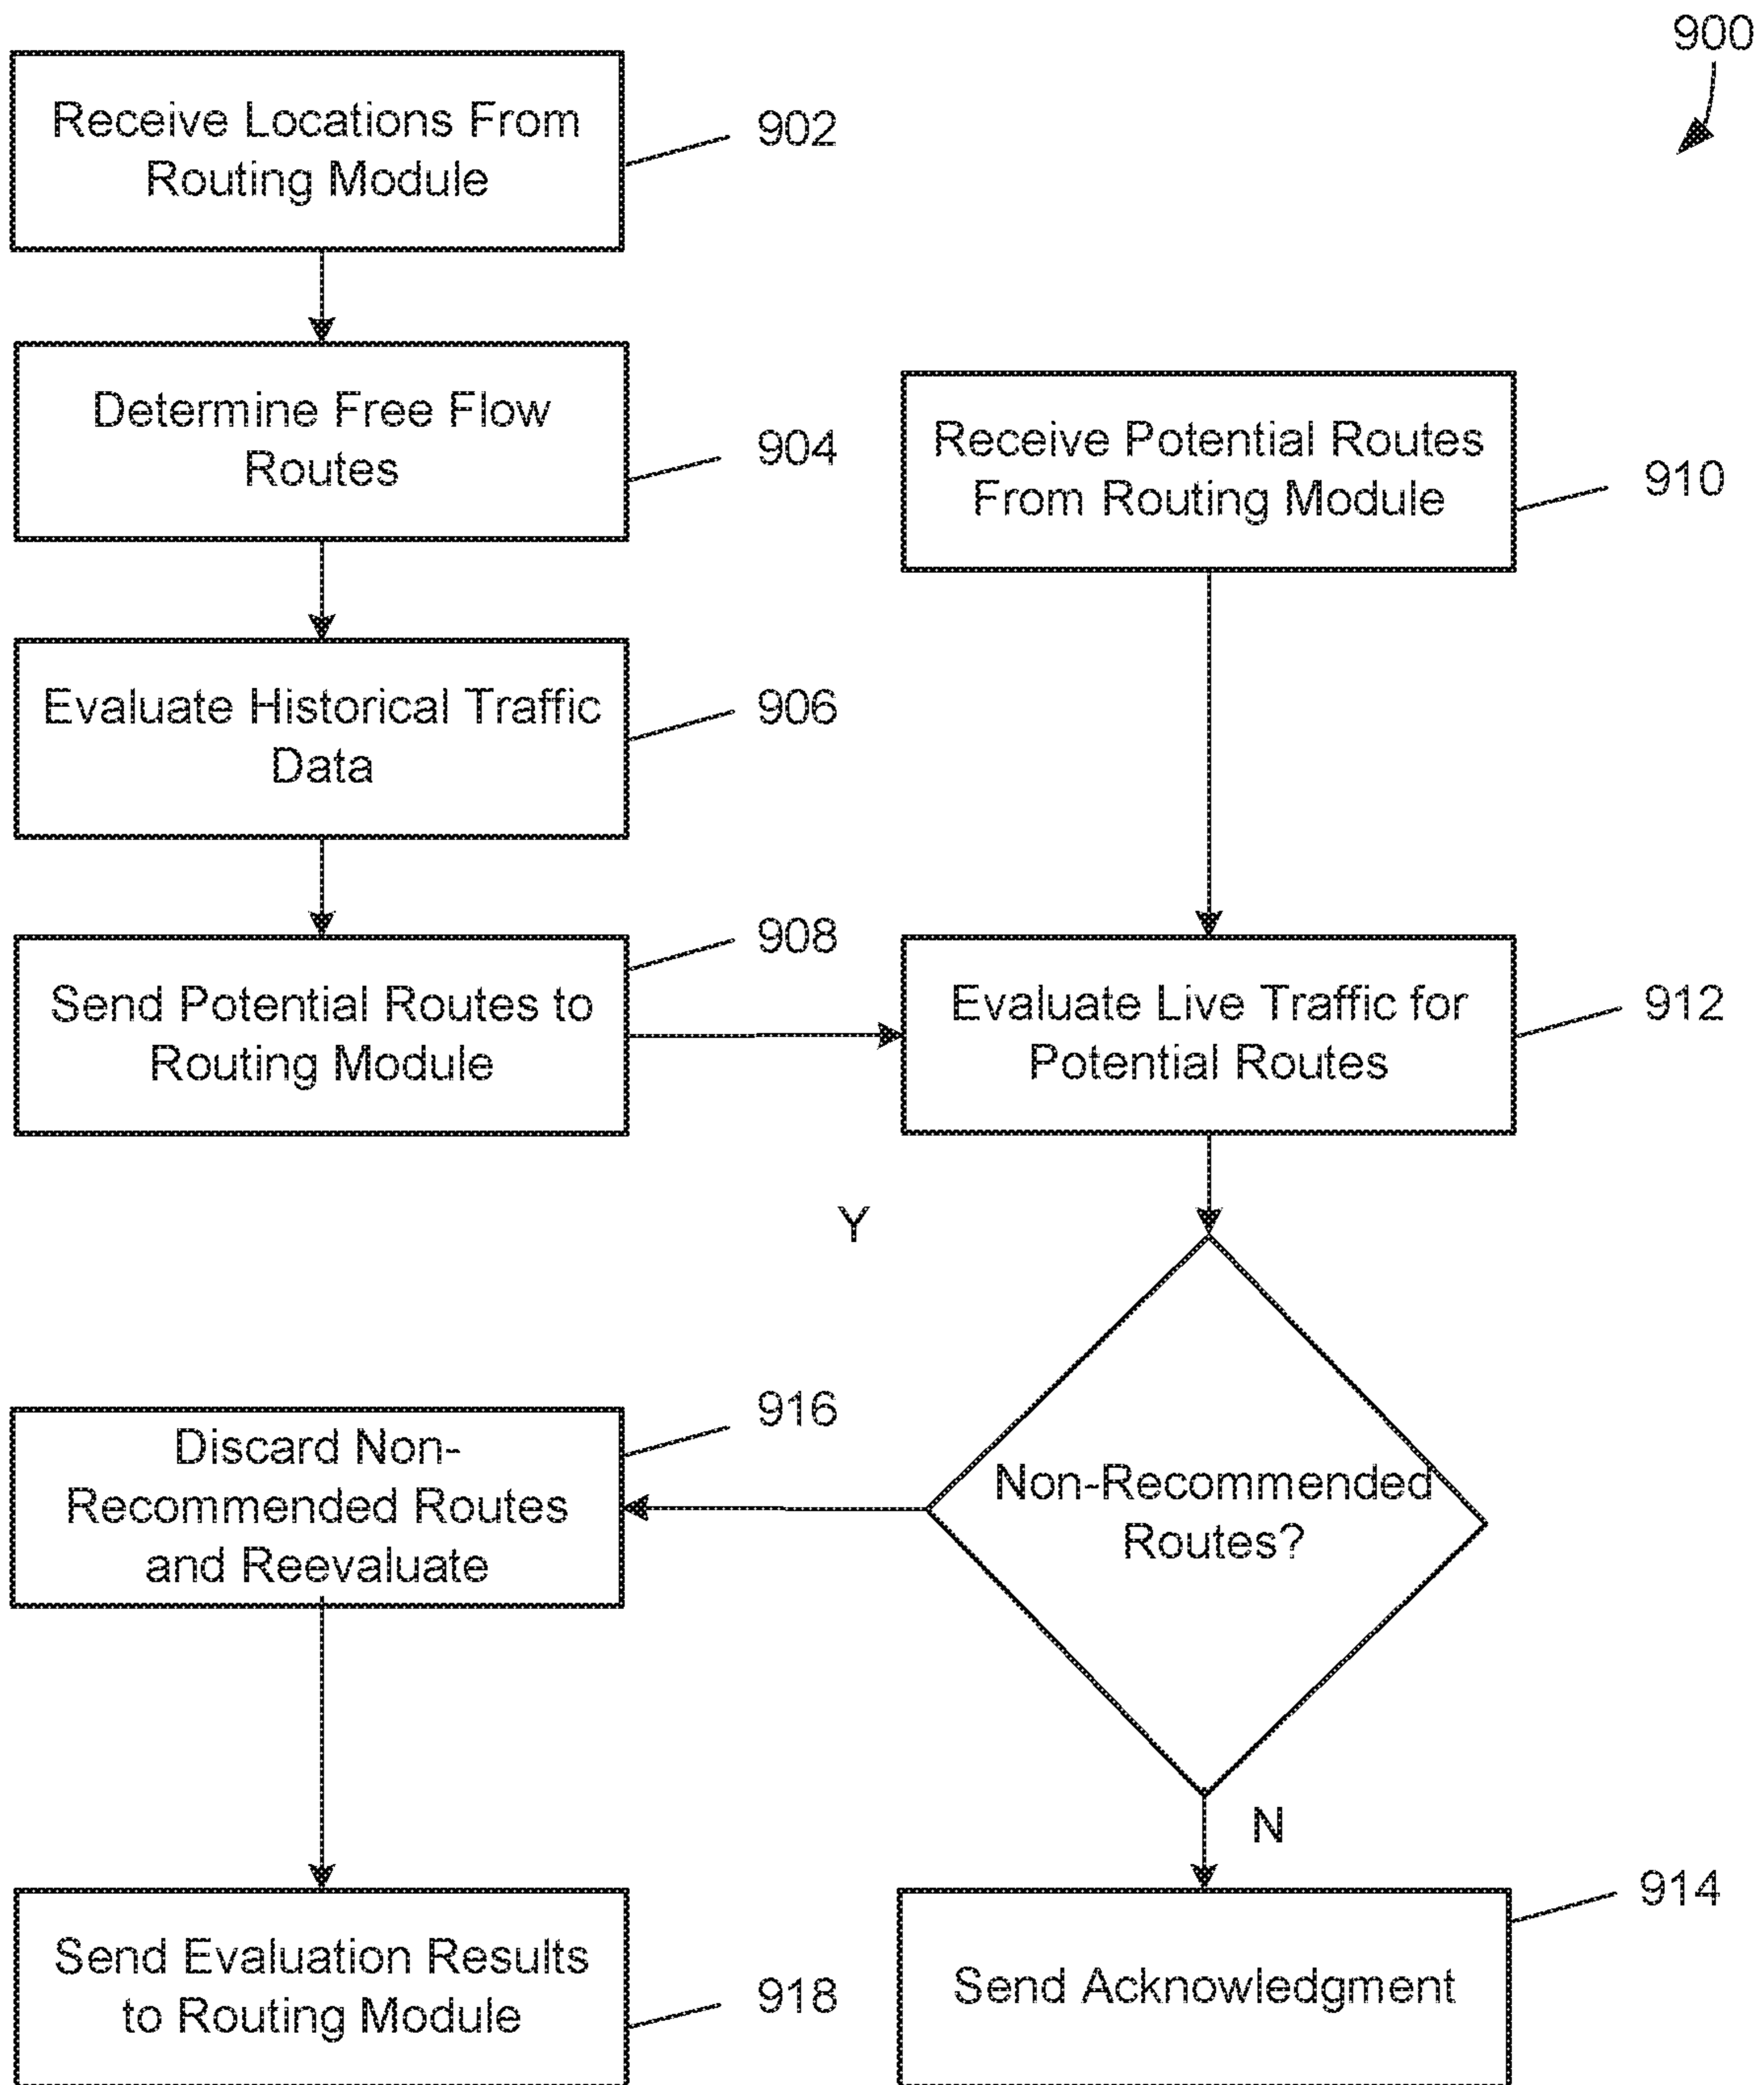 900
Receive Locations From
Routing Module
902
Determine Free Flow
Routes
904
Receive Potential Routes
From Routing Module
910
Evaluate Historical Traffic
Data
906
Send Potential Routes to
Routing Module
908
Evaluate Live Traffic for
Potential Routes
912
Y
Non-Recommended
Routes?
Discard Non-
Recommended Routes
and Reevaluate
916
N
Send Evaluation Results
to Routing Module
918
Send Acknowledgment
914